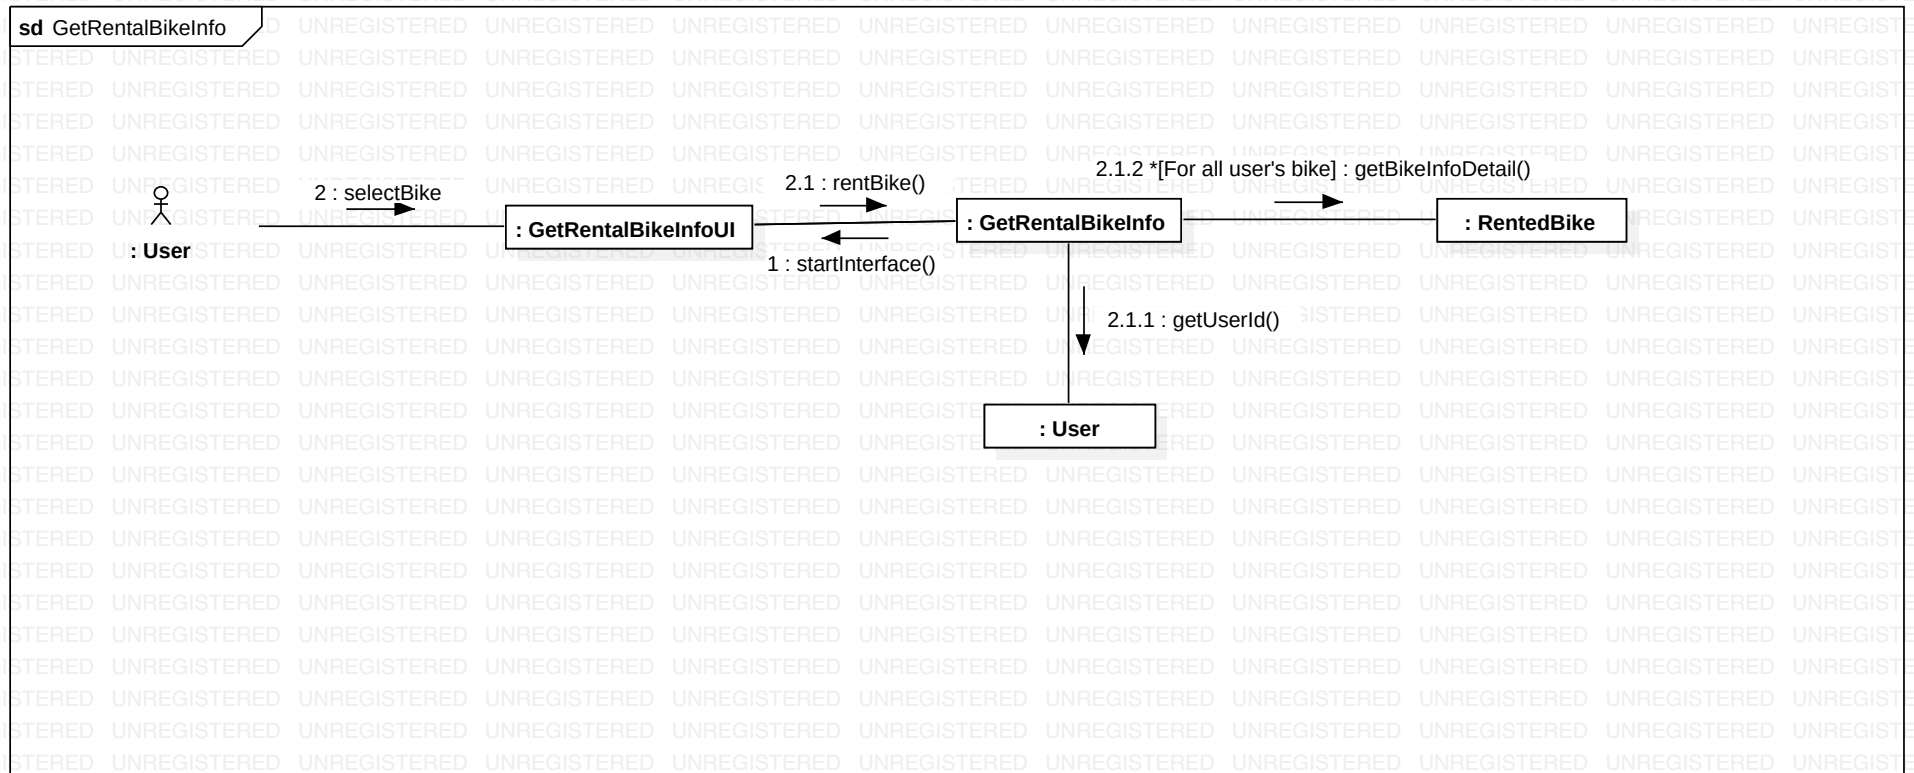 sd GetRentalBikeInfo
2.1.2 *[For all user's bike] : getBikeInfoDetail()
2 : selectBike
2.1 : rentBike()
: User
: GetRentalBikeInfoUI
: GetRentalBikeInfo
: RentedBike
1 : startInterface()
2.1.1 : getUserId()
: User
UNREGISTERED